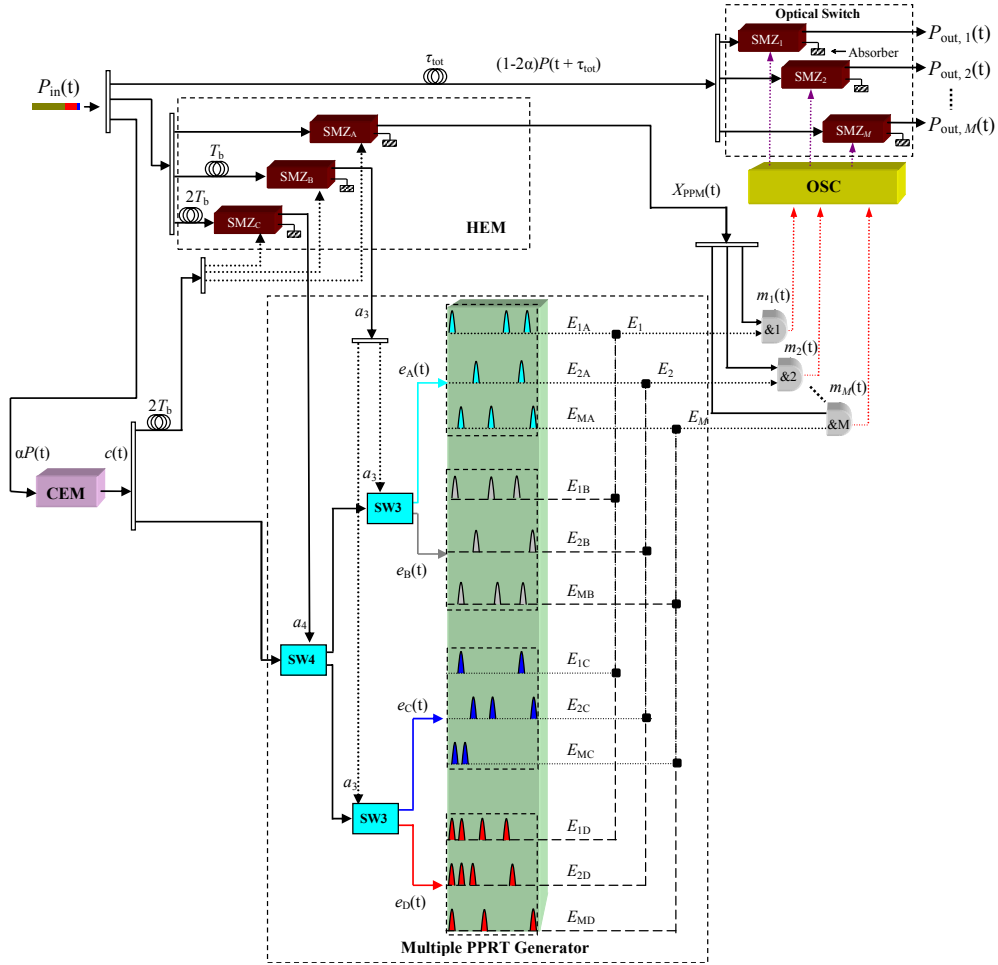 Optical Switch
SMZ1
Pout, 1(t)
Absorber
τtot
(1-2α)P(t + τtot)
SMZ2
Pout, 2(t)
Pin(t)
SMZM
Pout, M(t)
SMZA
Tb
SMZB
OSC
XPPM(t)
2Tb
SMZC
HEM
m1(t)
a3
E1A
E1
&1
m2(t)
eA(t)
E2A
E2
&2
mM(t)
2Tb
EMA
EM
&M
αP(t)
c(t)
a3
CEM
E1B
SW3
E2B
eB(t)
EMB
a4
SW4
E1C
eC(t)
E2C
EMC
a3
SW3
E1D
E2D
eD(t)
EMD
Multiple PPRT Generator